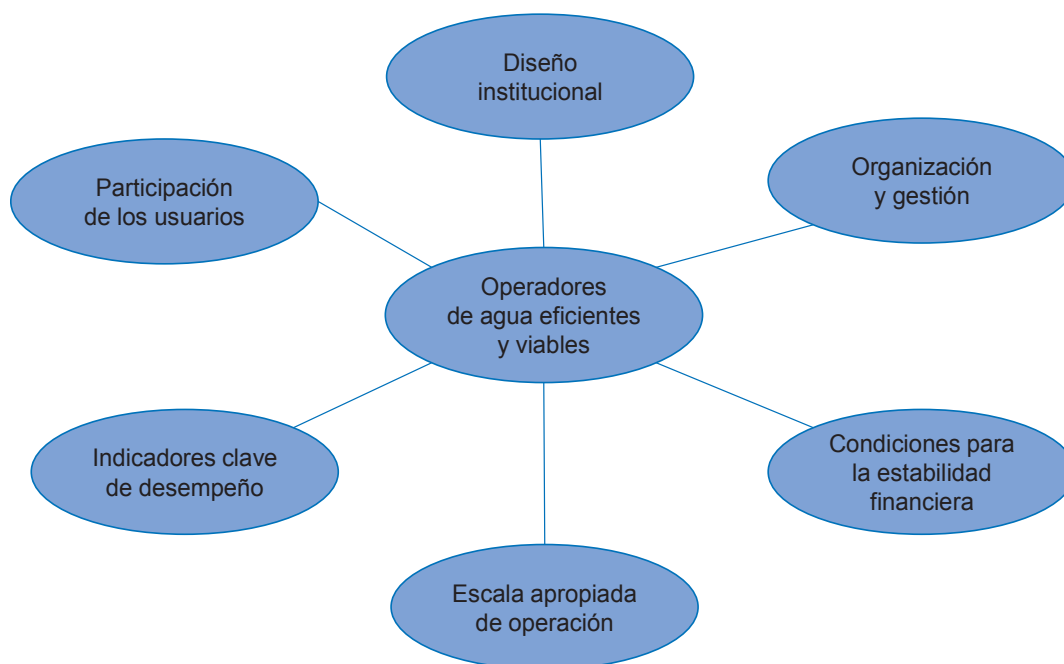 Diseño
institucional
Organización
y gestión
Participación
de los usuarios
Operadores
de agua eficientes
y viables
Indicadores clave
de desempeño
Condiciones para
la estabilidad
financiera
Escala apropiada
de operación